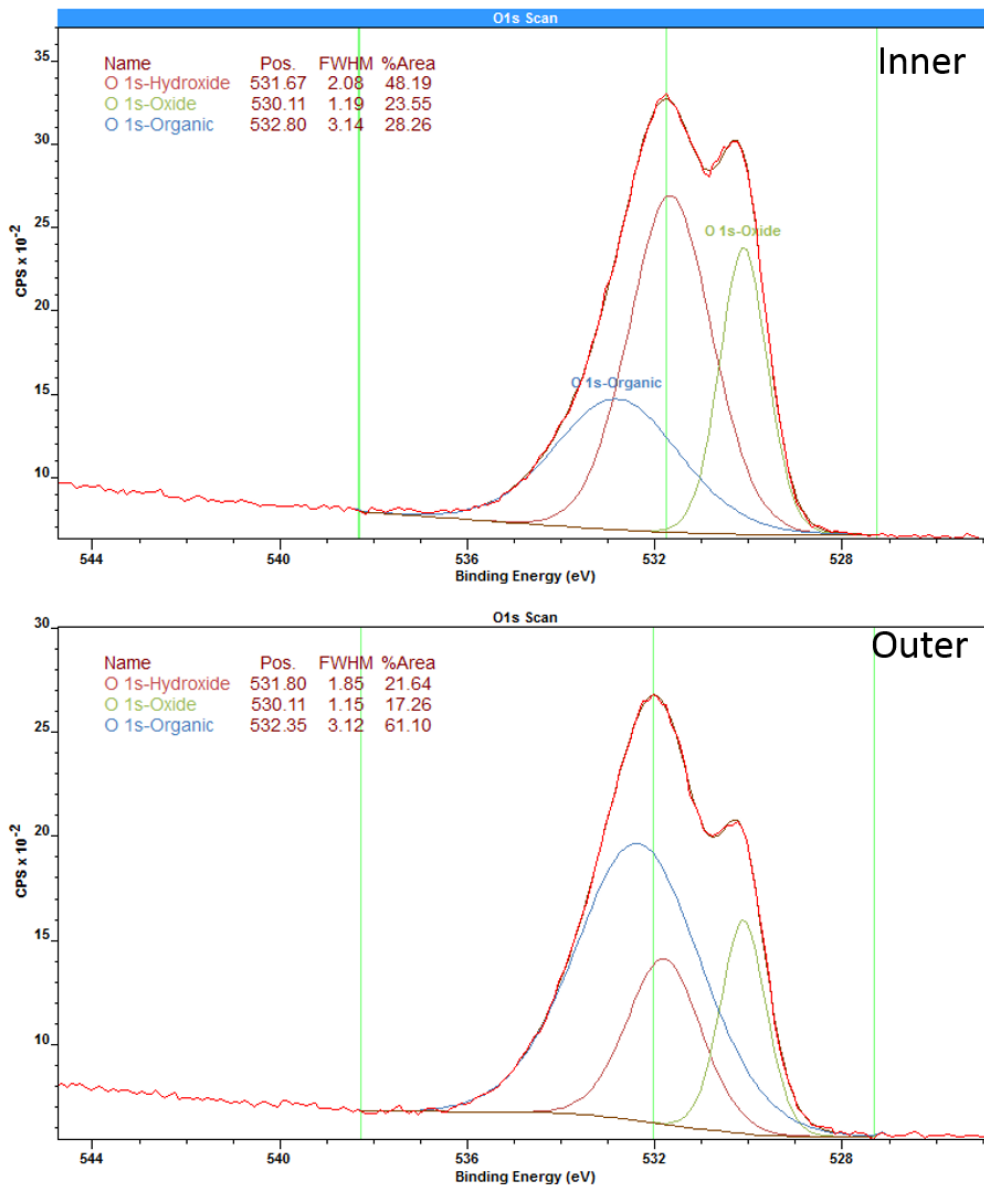 O1s Scan
Inner
Name Pos. FWHM %Area
O 1s-Hydroxide 531.67 2.08 48.19
O 1s-Oxide 530.11 1.19 23.55
O 1s-Organic 532.80 3.14 28.26
35
30
25
20
15
10
CPS x 10⁻²
O 1s-Oxide
O 1s-Organic
544 540 536 532 528
Binding Energy (eV)
O1s Scan
Outer
Name Pos. FWHM %Area
O 1s-Hydroxide 531.80 1.85 21.64
O 1s-Oxide 530.11 1.15 17.26
O 1s-Organic 532.35 3.12 61.10
30
25
20
15
10
CPS x 10⁻²
544 540 536 532 528
Binding Energy (eV)